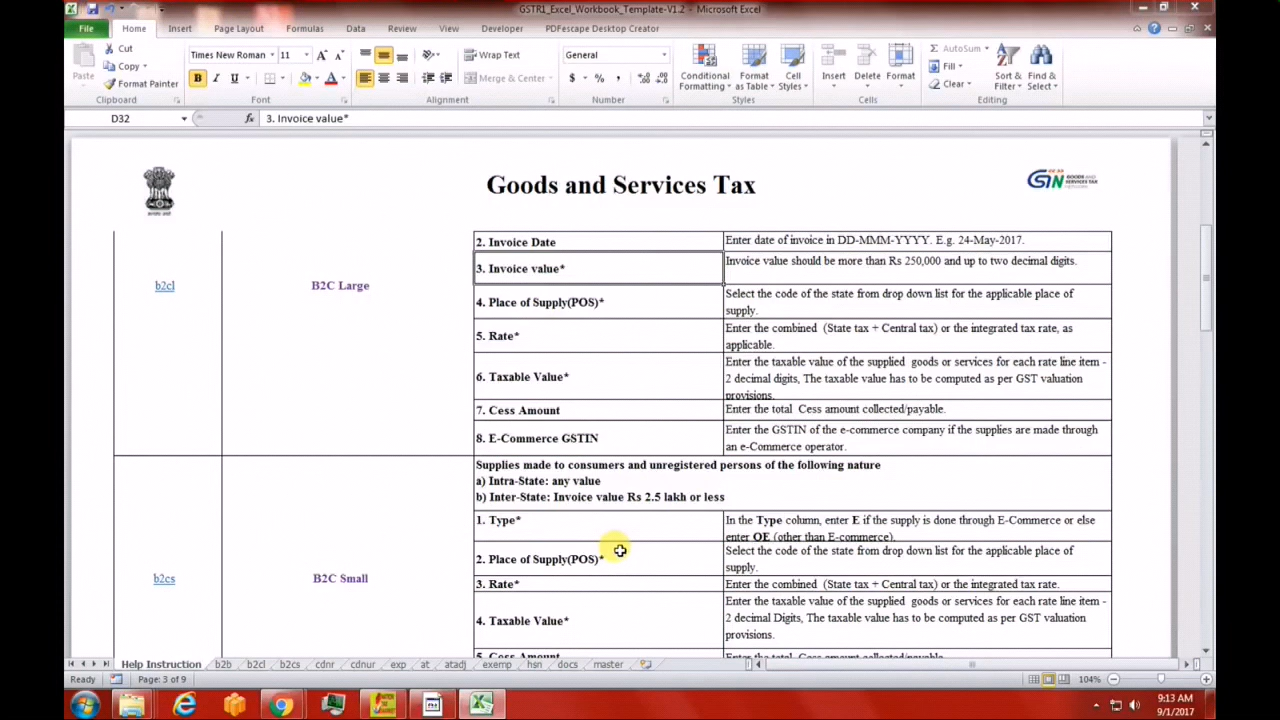 GSTR1_Excel_Workbook_Template-V1.2 - Microsoft Excel
File Home Insert Page Layout Formulas Data Review View Developer PDFescape Desktop Creator
Paste
Cut
Copy
Format Painter
Clipboard
Times New Roman 11
B I U
Font
Wrap Text
Merge & Center
Alignment
General
$ % ,
Number
Conditional Formatting
Format as Table
Cell Styles
Styles
Insert Delete Format
Cells
AutoSum
Fill
Clear
Sort & Filter
Find & Select
Editing
D32 fx 3. Invoice value*
Goods and Services Tax
GSTN GOODS AND SERVICES TAX
b2cl
B2C Large
2. Invoice Date
Enter date of invoice in DD-MMM-YYYY. E.g. 24-May-2017.
3. Invoice value*
Invoice value should be more than Rs 250,000 and up to two decimal digits.
4. Place of Supply(POS)*
Select the code of the state from drop down list for the applicable place of
supply.
5. Rate*
Enter the combined (State tax + Central tax) or the integrated tax rate, as
applicable.
6. Taxable Value*
Enter the taxable value of the supplied goods or services for each rate line item -
2 decimal digits, The taxable value has to be computed as per GST valuation
provisions.
7. Cess Amount
Enter the total Cess amount collected/payable.
8. E-Commerce GSTIN
Enter the GSTIN of the e-commerce company if the supplies are made through
an e-Commerce operator.
b2cs
B2C Small
Supplies made to consumers and unregistered persons of the following nature
a) Intra-State: any value
b) Inter-State: Invoice value Rs 2.5 lakh or less
1. Type*
In the Type column, enter E if the supply is done through E-Commerce or else
enter OE (other than E-commerce).
2. Place of Supply(POS)*
Select the code of the state from drop down list for the applicable place of
supply.
3. Rate*
Enter the combined (State tax + Central tax) or the integrated tax rate.
4. Taxable Value*
Enter the taxable value of the supplied goods or services for each rate line item -
2 decimal Digits, The taxable value has to be computed as per GST valuation
provisions.
5. Cess Amount
Enter the total Cess amount collected/payable.
Help Instruction b2b b2cl b2cs cdnr cdnur exp at atadj exemp hsn docs master
Ready Page: 3 of 9 104%
9:13 AM
9/1/2017